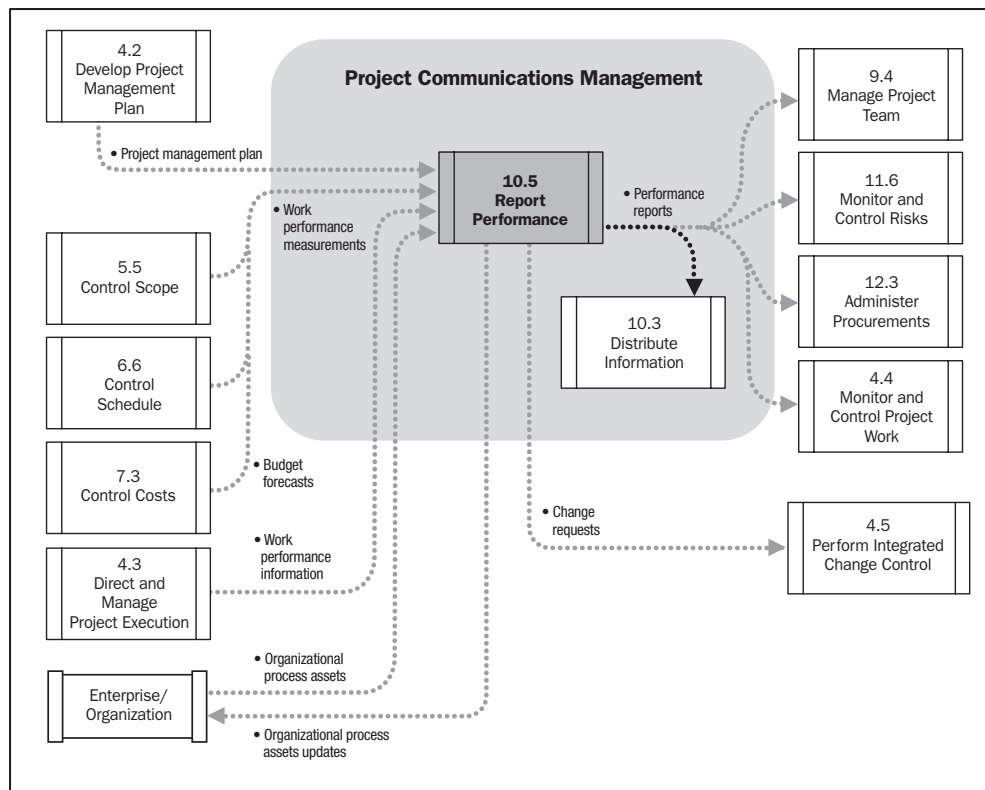 4.2
Develop Project
Management
Plan
Project Communications Management
9.4
Manage Project
Team
• Project management plan
10.5
Report
Performance
• Performance
reports
11.6
Monitor and
Control Risks
• Work
performance
measurements
5.5
Control Scope
12.3
Administer
Procurements
10.3
Distribute
Information
6.6
Control
Schedule
4.4
Monitor and
Control Project
Work
7.3
Control Costs
• Budget
forecasts
• Change
requests
4.5
Perform Integrated
Change Control
• Work
performance
information
4.3
Direct and
Manage
Project Execution
• Organizational
process assets
Enterprise/
Organization
• Organizational process
assets updates